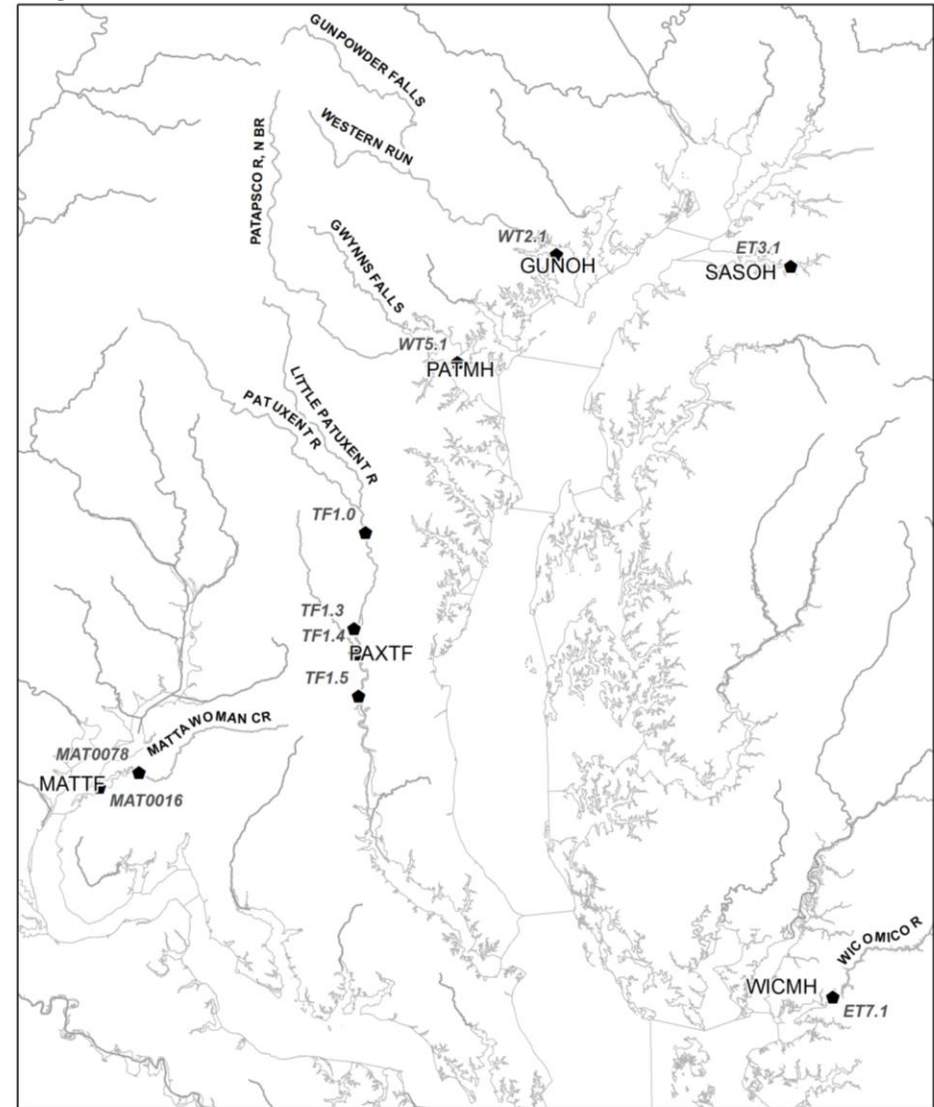 GUNPOWDER FALLS
WESTERN RUN
PATAPSCO R, N BR
GWYNNS FALLS
WT2.1
GUNOH
ET3.1
SASOH
WT5.1
PATMH
LITTLE PATUXENT R
PATUXENT R
TF1.0
TF1.3
TF1.4
PAXTF
TF1.5
MATTAWOMAN CR
MAT0078
MATTF
MAT0016
WICOMICO R
WICMH
ET7.1